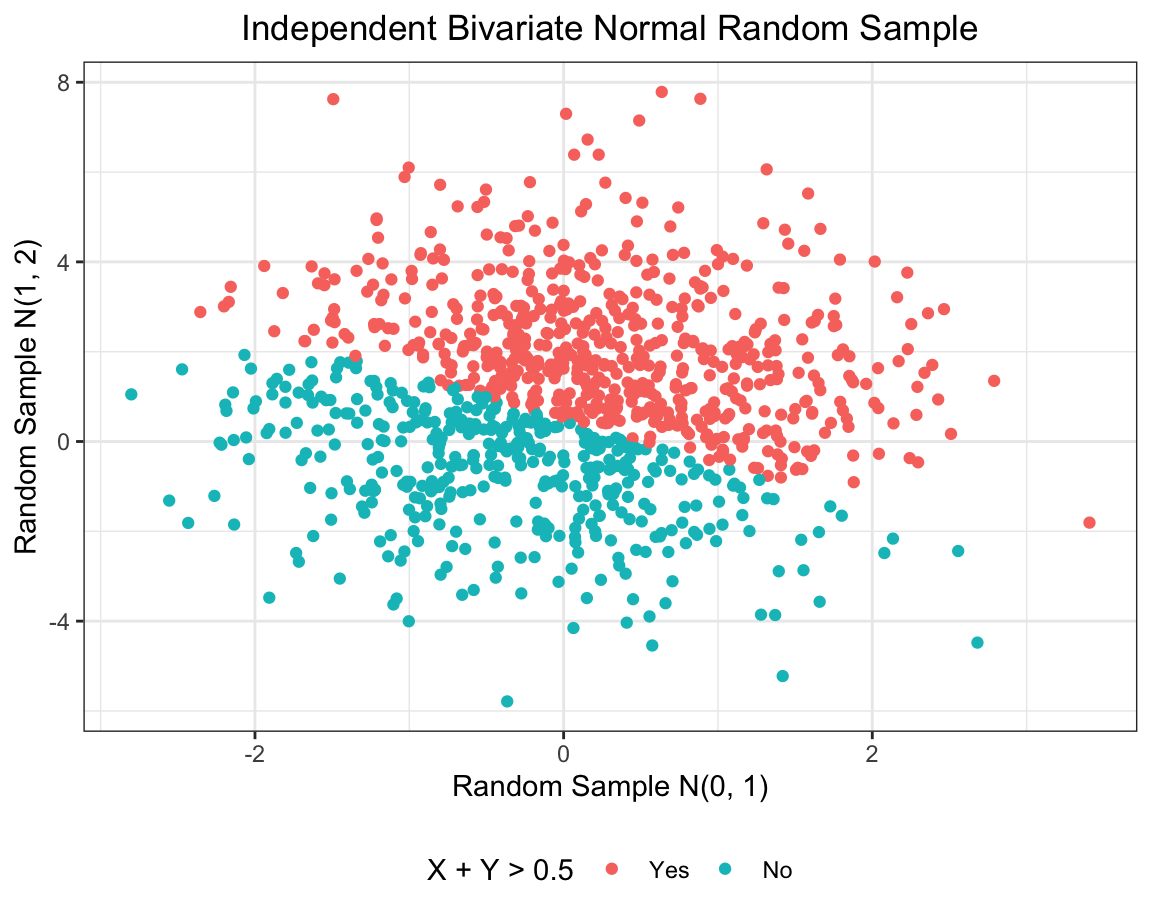 Independent Bivariate Normal Random Sample
8
4
0
-4
Random Sample N(1, 2)
-2 0 2
Random Sample N(0, 1)
X + Y > 0.5 Yes No